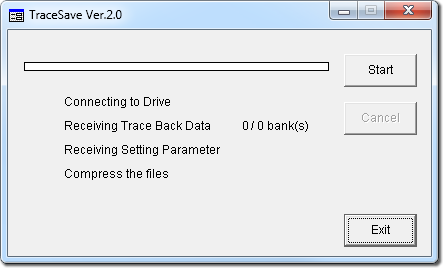 TraceSave Ver.2.0
Start
Connecting to Drive
Cancel
Receiving Trace Back Data 0/ 0 bank(s)
Receiving Setting Parameter
Compress the files
Exit